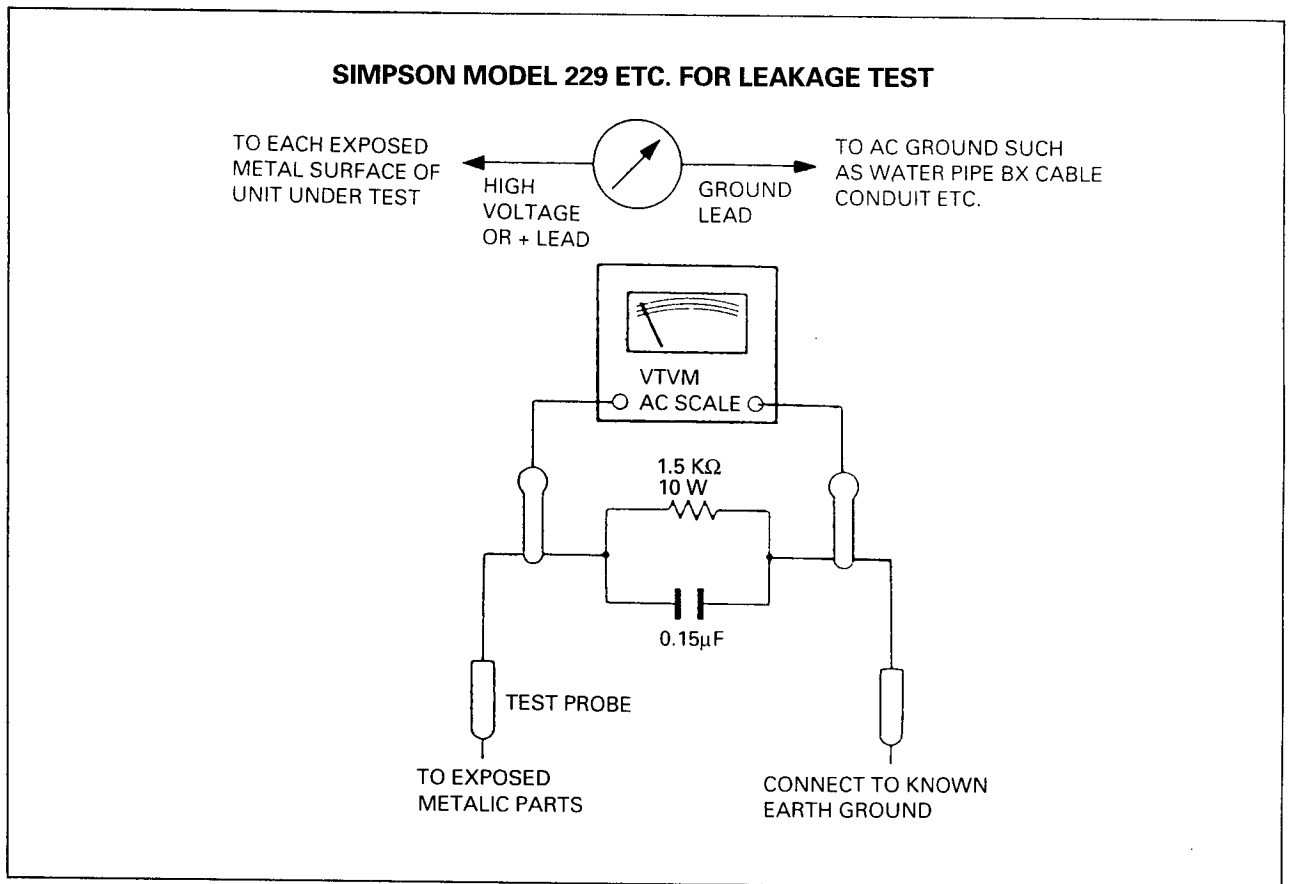 SIMPSON MODEL 229 ETC. FOR LEAKAGE TEST
TO EACH EXPOSED
METAL SURFACE OF
UNIT UNDER TEST
HIGH
VOLTAGE
OR + LEAD
GROUND
LEAD
TO AC GROUND SUCH
AS WATER PIPE BX CABLE
CONDUIT ETC.
VTVM
AC SCALE
1.5 KΩ
10 W
0.15µF
TEST PROBE
TO EXPOSED
METALIC PARTS
CONNECT TO KNOWN
EARTH GROUND